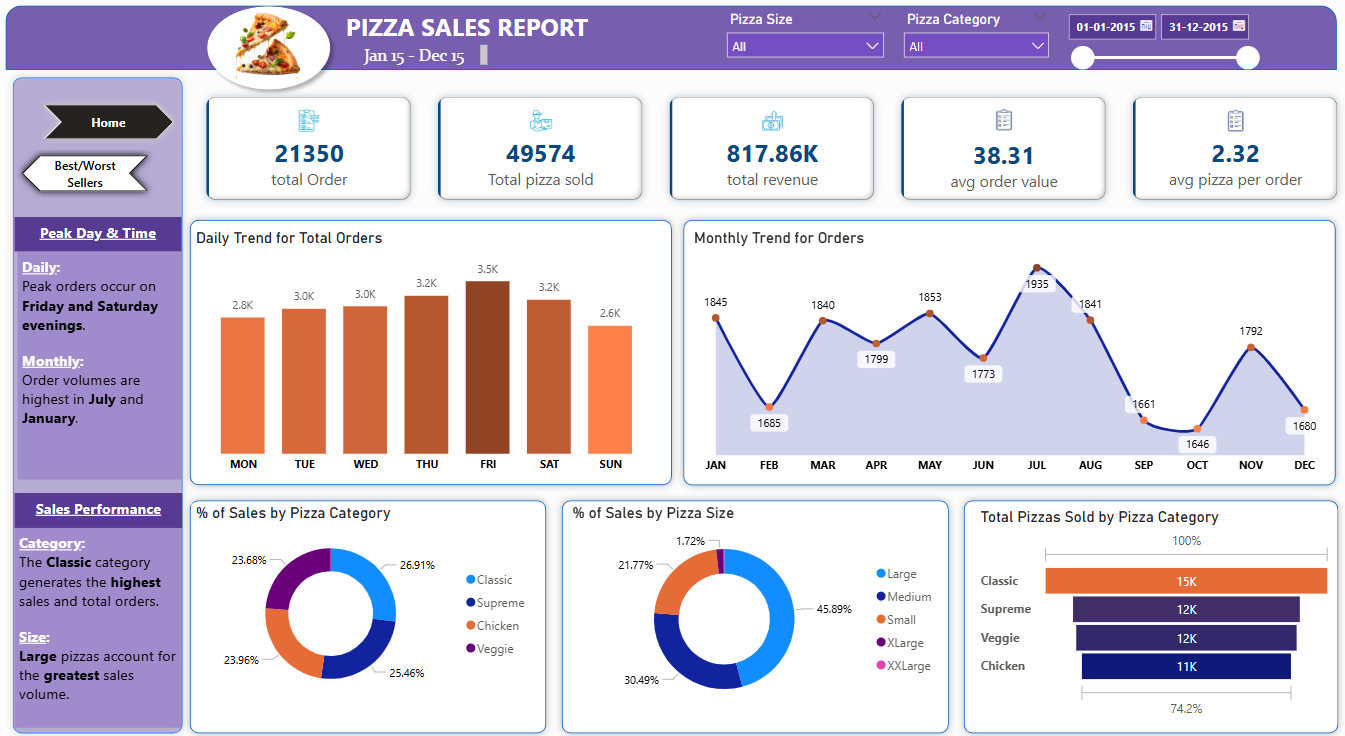 PIZZA SALES REPORT
Jan 15 - Dec 15
Pizza Size
All
Pizza Category
All
01-01-2015
31-12-2015
Home
Best/Worst
Sellers
Peak Day & Time
Daily:
Peak orders occur on
Friday and Saturday
evenings.
Monthly:
Order volumes are
highest in July and
January.
Sales Performance
Category:
The Classic category
generates the highest
sales and total orders.
Size:
Large pizzas account for
the greatest sales
volume.
21350
total Order
49574
Total pizza sold
817.86K
total revenue
38.31
avg order value
2.32
avg pizza per order
Daily Trend for Total Orders
2.8K
3.0K
3.0K
3.2K
3.5K
3.2K
2.6K
MON TUE WED THU FRI SAT SUN
Monthly Trend for Orders
1845
1685
1840
1799
1853
1773
1935
1841
1661
1646
1792
1680
JAN FEB MAR APR MAY JUN JUL AUG SEP OCT NOV DEC
% of Sales by Pizza Category
26.91%
25.46%
23.96%
23.68%
Classic
Supreme
Chicken
Veggie
% of Sales by Pizza Size
45.89%
30.49%
21.77%
1.72%
Large
Medium
Small
XLarge
XXLarge
Total Pizzas Sold by Pizza Category
100%
Classic 15K
Supreme 12K
Veggie 12K
Chicken 11K
74.2%